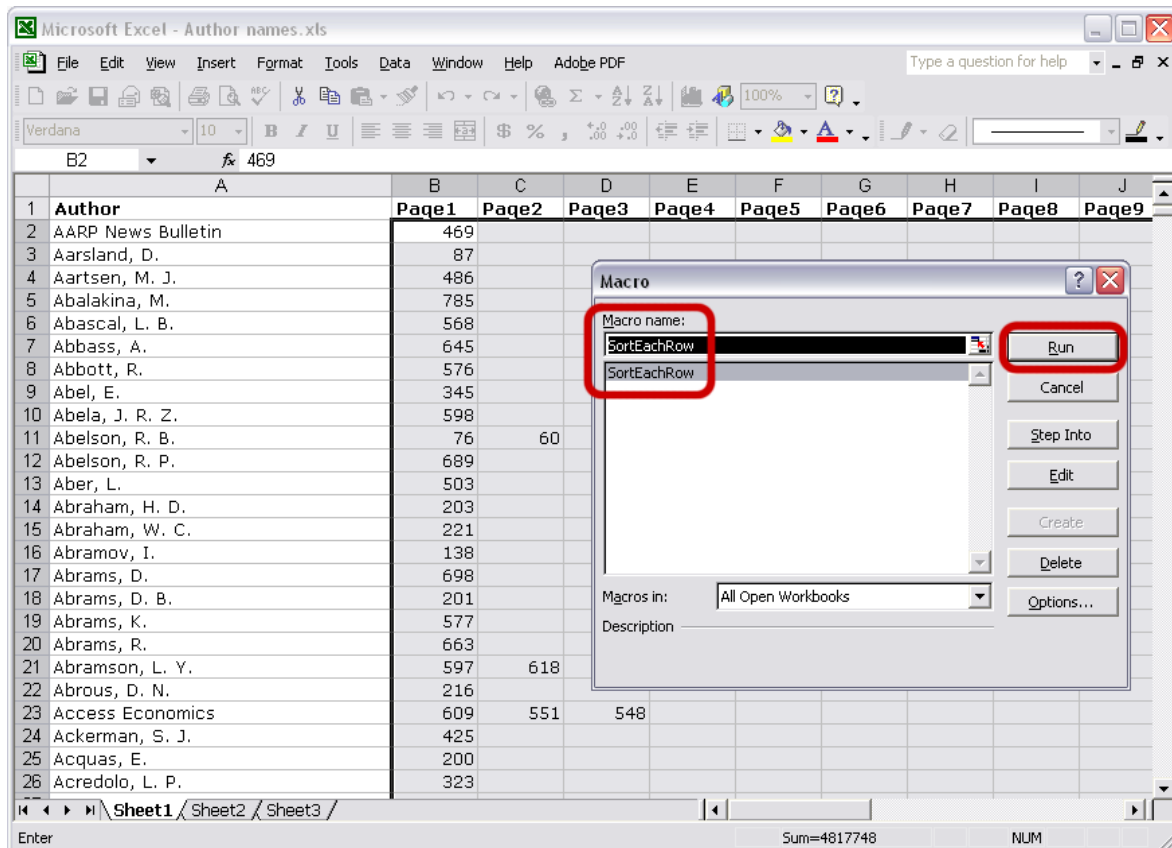 Microsoft Excel - Author names.xls
File Edit View Insert Format Tools Data Window Help Adobe PDF Type a question for help
100%
Verdana 10 B I U $ % ,
B2 fx 469
A B C D E F G H I J
1 Author Page1 Page2 Page3 Page4 Page5 Page6 Page7 Page8 Page9
2 AARP News Bulletin 469
3 Aarsland, D. 87
4 Aartsen, M. J. 486
5 Abalakina, M. 785
6 Abascal, L. B. 568
7 Abbass, A. 645
8 Abbott, R. 576
9 Abel, E. 345
10 Abela, J. R. Z. 598
11 Abelson, R. B. 76 60
12 Abelson, R. P. 689
13 Aber, L. 503
14 Abraham, H. D. 203
15 Abraham, W. C. 221
16 Abramov, I. 138
17 Abrams, D. 698
18 Abrams, D. B. 201
19 Abrams, K. 577
20 Abrams, R. 663
21 Abramson, L. Y. 597 618
22 Abrous, D. N. 216
23 Access Economics 609 551 548
24 Ackerman, S. J. 425
25 Acquas, E. 200
26 Acredolo, L. P. 323
Macro
Macro name:
SortEachRow
SortEachRow
Run
Cancel
Step Into
Edit
Create
Delete
Options...
Macros in: All Open Workbooks
Description
Sheet1 Sheet2 Sheet3
Enter Sum=4817748 NUM